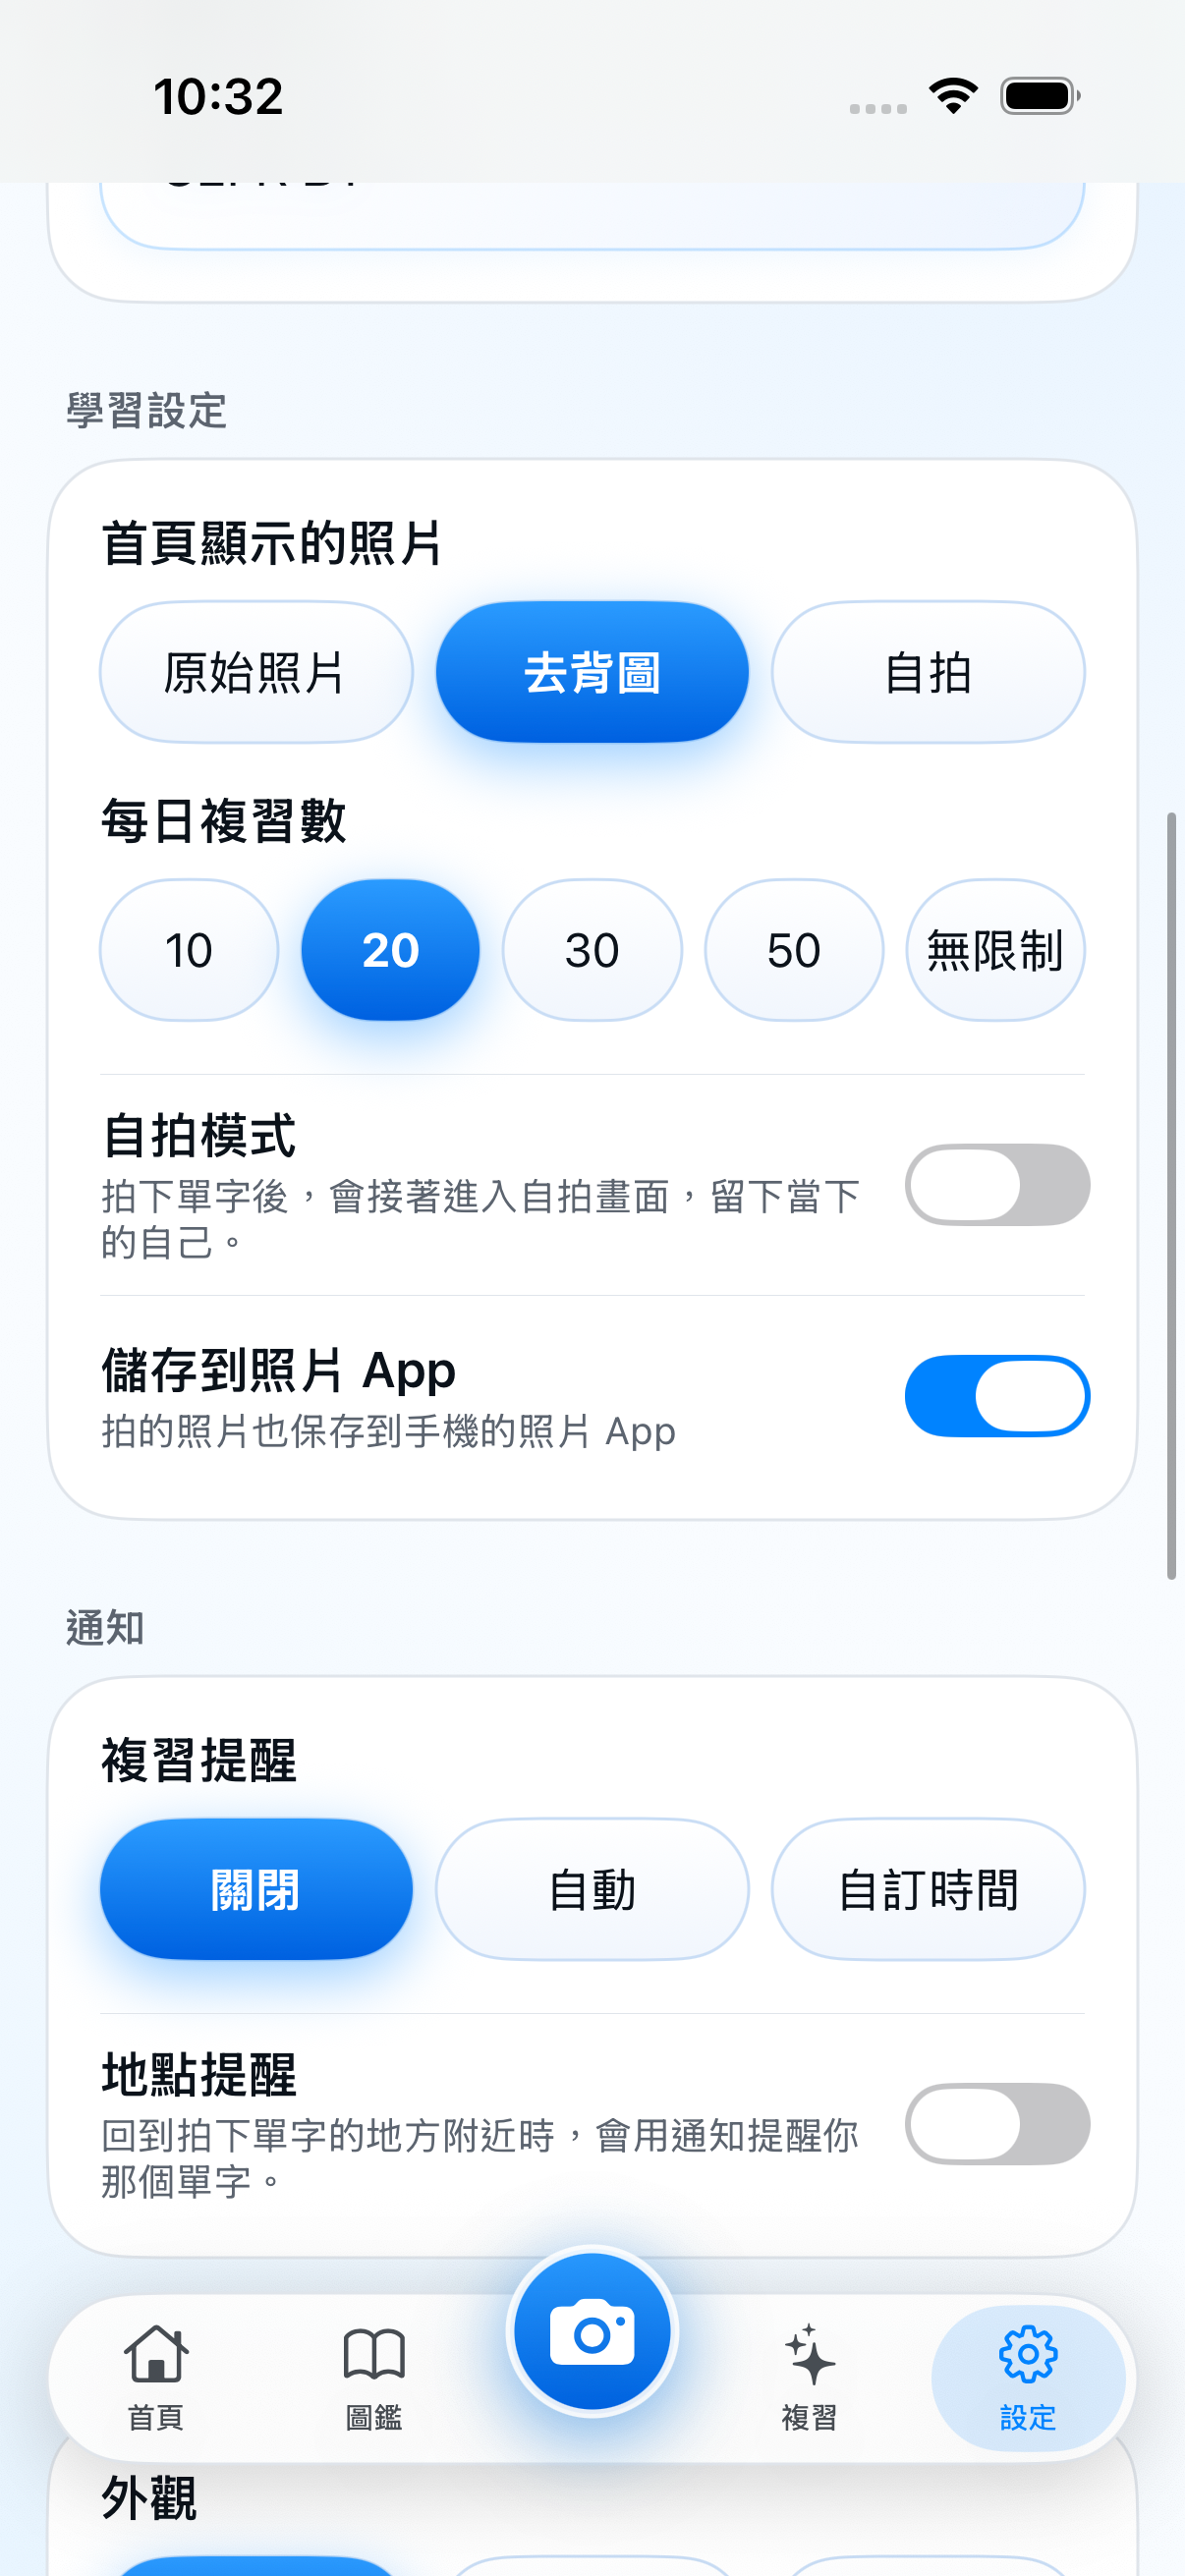 10:32
學習設定
首頁顯示的照片
原始照片
去背圖
自拍
每日複習數
10
20
30
50
無限制
自拍模式
拍下單字後，會接著進入自拍畫面，留下當下
的自己。
儲存到照片 App
拍的照片也保存到手機的照片 App
通知
複習提醒
關閉
自動
自訂時間
地點提醒
回到拍下單字的地方附近時，會用通知提醒你
那個單字。
首頁
圖鑑
複習
設定
外觀